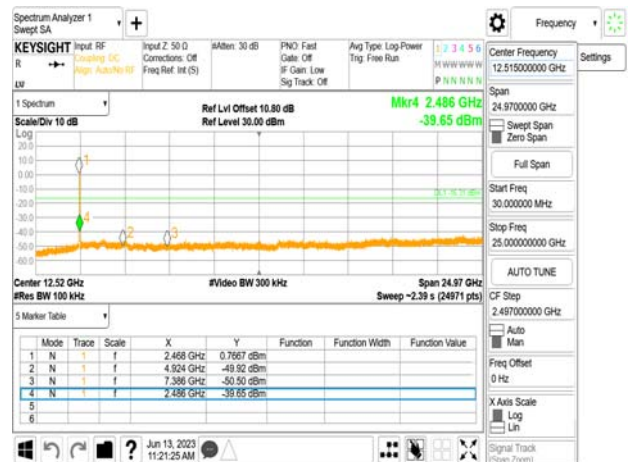 Spectrum Analyzer 1
Swept SA
Frequency
KEYSIGHT
R
Input: RF
Coupling: DC
Align: Auto/No RF
Input Z: 50 Ω
Corrections: Off
Freq Ref: Int (S)
#Atten: 30 dB
PNO: Fast
Gate: Off
IF Gain: Low
Sig Track: Off
Avg Type: Log-Power
Trig: Free Run
1 2 3 4 5 6
M W W W W W
P N N N N N
1 Spectrum
Scale/Div 10 dB
Ref Lvl Offset 10.80 dB
Ref Level 30.00 dBm
Mkr4 2.486 GHz
-39.65 dBm
Log
20.0
10.0
0.00
-10.0
-20.0
-30.0
-40.0
-50.0
-60.0
1
4
2
3
Center 12.52 GHz
#Res BW 100 kHz
#Video BW 300 kHz
Span 24.97 GHz
Sweep ~2.39 s (24971 pts)
5 Marker Table
Mode Trace Scale X Y Function Function Width Function Value
1 N 1 f 2.468 GHz 0.7667 dBm
2 N 1 f 4.924 GHz -49.92 dBm
3 N 1 f 7.386 GHz -50.50 dBm
4 N 1 f 2.486 GHz -39.65 dBm
5
6
?
Jun 13, 2023
11:21:25 AM
Center Frequency
12.515000000 GHz
Settings
Span
24.9700000 GHz
Swept Span
Zero Span
Full Span
Start Freq
30.000000 MHz
Stop Freq
25.000000000 GHz
AUTO TUNE
CF Step
2.497000000 GHz
Auto
Man
Freq Offset
0 Hz
X Axis Scale
Log
Lin
Signal Track
(Span Zoom)